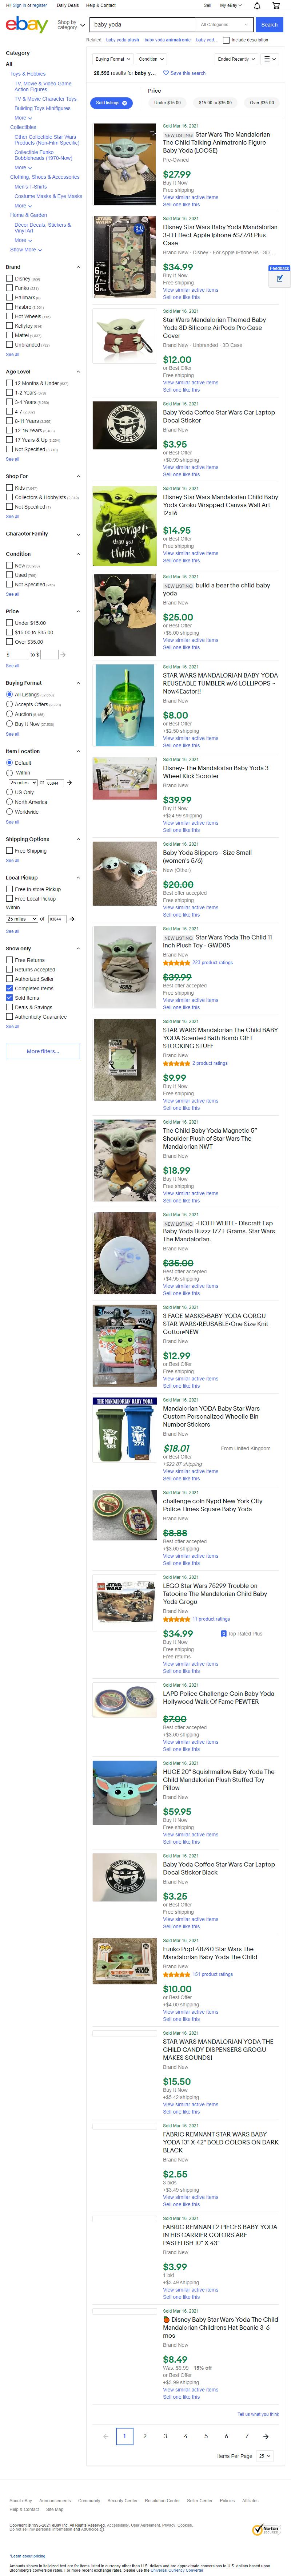 Hi! Sign in or register
Daily Deals
Help & Contact
Sell
My eBay
ebay
Shop by category
baby yoda
All Categories
Search
Related:
baby yoda plush
baby yoda animatronic
baby yod...
Include description
Category
All
Toys & Hobbies
TV, Movie & Video Game Action Figures
TV & Movie Character Toys
Building Toys Minifigures
More
Collectibles
Other Collectible Star Wars Products (Non-Film Specific)
Collectible Funko Bobbleheads (1970-Now)
More
Clothing, Shoes & Accessories
Men's T-Shirts
Costume Masks & Eye Masks
More
Home & Garden
Décor Decals, Stickers & Vinyl Art
More
Show More
Brand
Disney
Funko
Hallmark
Hasbro
Hot Wheels
Kellytoy
Mattel
Unbranded
See all
Age Level
12 Months & Under
1-2 Years
3-4 Years
4-7
8-11 Years
12-16 Years
17 Years & Up
Not Specified
See all
Shop For
Kids
Collectors & Hobbyists
Not Specified
See all
Character Family
Condition
New
Used
Not Specified
See all
Price
Under $15.00
$15.00 to $35.00
Over $35.00
$ to $
See all
Buying Format
All Listings
Accepts Offers
Auction
Buy It Now
See all
Item Location
Default
Within
25 miles of
US Only
North America
Worldwide
See all
Shipping Options
Free Shipping
See all
Local Pickup
Free In-store Pickup
Free Local Pickup
Within
25 miles of
See all
Show only
Free Returns
Returns Accepted
Authorized Seller
Completed Items
Sold Items
Deals & Savings
Authenticity Guarantee
See all
More filters...
Buying Format
Condition
Ended Recently
28,592 results for baby y...
Save this search
Price
Sold listings
Under $15.00
$15.00 to $35.00
Over $35.00
Feedback
Sold Mar 16, 2021
NEW LISTING Star Wars The Mandalorian The Child Talking Animatronic Figure Baby Yoda (LOOSE)
Pre-Owned
$27.99
Buy It Now
Free shipping
View similar active items
Sell one like this
Sold Mar 16, 2021
Disney Star Wars Baby Yoda Mandalorian 3-D Effect Apple Iphone 6S/7/8 Plus Case
Brand New · Disney · For Apple iPhone 6s · 3D ...
$34.99
Buy It Now
Free shipping
View similar active items
Sell one like this
Sold Mar 16, 2021
Star Wars Mandalorian Themed Baby Yoda 3D Silicone AirPods Pro Case Cover
Brand New · Unbranded · 3D Case
$12.00
or Best Offer
Free shipping
View similar active items
Sell one like this
Sold Mar 16, 2021
Baby Yoda Coffee Star Wars Car Laptop Decal Sticker
Brand New
$3.95
or Best Offer
+$0.99 shipping
View similar active items
Sell one like this
Sold Mar 16, 2021
Disney Star Wars Mandalorian Child Baby Yoda Groku Wrapped Canvas Wall Art 12x16
$14.95
or Best Offer
Free shipping
View similar active items
Sell one like this
Sold Mar 16, 2021
NEW LISTING build a bear the child baby yoda
Brand New
$25.00
or Best Offer
+$5.00 shipping
View similar active items
Sell one like this
Sold Mar 16, 2021
STAR WARS MANDALORIAN BABY YODA REUSABLE TUMBLER w/6 LOLLIPOPS ~ New4Easter!!
Brand New
$8.00
or Best Offer
+$2.50 shipping
View similar active items
Sell one like this
Sold Mar 16, 2021
Disney- The Mandalorian Baby Yoda 3 Wheel Kick Scooter
Brand New
$39.99
Buy It Now
+$24.99 shipping
View similar active items
Sell one like this
Sold Mar 16, 2021
Baby Yoda Slippers - Size Small (women's 5/6)
New (Other)
$20.00
Best offer accepted
Free shipping
View similar active items
Sell one like this
Sold Mar 16, 2021
NEW LISTING Star Wars Yoda The Child 11 inch Plush Toy - GWD85
Brand New
223 product ratings
$39.99
Best offer accepted
Free shipping
View similar active items
Sell one like this
Sold Mar 16, 2021
STAR WARS Mandalorian The Child BABY YODA Scented Bath Bomb GIFT STOCKING STUFF
Brand New
2 product ratings
$9.99
Buy It Now
Free shipping
View similar active items
Sell one like this
Sold Mar 16, 2021
The Child Baby Yoda Magnetic 5" Shoulder Plush of Star Wars The Mandalorian NWT
Brand New
$18.99
Buy It Now
Free shipping
View similar active items
Sell one like this
Sold Mar 16, 2021
NEW LISTING -HOTH WHITE- Discraft Esp Baby Yoda Buzzz 177+ Grams. Star Wars The Mandalorian.
Brand New
$35.00
Best offer accepted
+$4.95 shipping
View similar active items
Sell one like this
Sold Mar 16, 2021
3 FACE MASKS•BABY YODA GORGU STAR WARS•REUSABLE•One Size Knit Cotton•NEW
Brand New
$12.99
or Best Offer
Free shipping
View similar active items
Sell one like this
Sold Mar 16, 2021
Mandalorian YODA Baby Star Wars Custom Personalized Wheelie Bin Number Stickers
Brand New
$18.01
From United Kingdom
or Best Offer
+$22.87 shipping
View similar active items
Sell one like this
Sold Mar 16, 2021
challenge coin Nypd New York City Police Times Square Baby Yoda
Brand New
$8.88
Best offer accepted
+$3.00 shipping
View similar active items
Sell one like this
Sold Mar 16, 2021
LEGO Star Wars 75299 Trouble on Tatooine The Mandalorian Child Baby Yoda Grogu
Brand New
11 product ratings
$34.99
Top Rated Plus
Buy It Now
Free shipping
Free returns
View similar active items
Sell one like this
Sold Mar 16, 2021
LAPD Police Challenge Coin Baby Yoda Hollywood Walk Of Fame PEWTER
$7.00
Best offer accepted
+$3.00 shipping
View similar active items
Sell one like this
Sold Mar 16, 2021
HUGE 20" Squishmallow Baby Yoda The Child Mandalorian Plush Stuffed Toy Pillow
Brand New
$59.95
Buy It Now
Free shipping
View similar active items
Sell one like this
Sold Mar 16, 2021
Baby Yoda Coffee Star Wars Car Laptop Decal Sticker Black
Brand New
$3.25
or Best Offer
Free shipping
View similar active items
Sell one like this
Sold Mar 16, 2021
Funko Pop! 48740 Star Wars The Mandalorian Baby Yoda The Child
Brand New
151 product ratings
$10.00
or Best Offer
+$4.00 shipping
View similar active items
Sell one like this
Sold Mar 16, 2021
STAR WARS MANDALORIAN YODA THE CHILD CANDY DISPENSERS GROGU MAKES SOUNDS!
Brand New
$15.50
Buy It Now
+$5.42 shipping
View similar active items
Sell one like this
Sold Mar 16, 2021
FABRIC REMNANT STAR WARS BABY YODA 13" X 42" BOLD COLORS ON DARK BLACK
Brand New
$2.55
3 bids
+$3.49 shipping
View similar active items
Sell one like this
Sold Mar 16, 2021
FABRIC REMNANT 2 PIECES BABY YODA IN HIS CARRIER COLORS ARE PASTELISH 10" X 43"
Brand New
$3.99
1 bid
+$3.49 shipping
View similar active items
Sell one like this
Sold Mar 16, 2021
Disney Baby Star Wars Yoda The Child Mandalorian Childrens Hat Beanie 3-6 mos
Brand New
$8.49
Was: $9.99 15% off
or Best Offer
+$3.99 shipping
View similar active items
Sell one like this
Tell us what you think
1 2 3 4 5 6 7
Items Per Page 25
About eBay
Announcements
Community
Security Center
Resolution Center
Seller Center
Policies
Affiliates
Help & Contact
Site Map
Copyright © 1995-2021 eBay Inc. All Rights Reserved. Accessibility, User Agreement, Privacy, Cookies, Do not sell my personal information and AdChoice
Norton
*Learn about pricing
Amounts shown in italicized text are for items listed in currency other than U.S. dollars and are approximate conversions to U.S. dollars based upon Bloomberg's conversion rates. For more recent exchange rates, please use the Universal Currency Converter